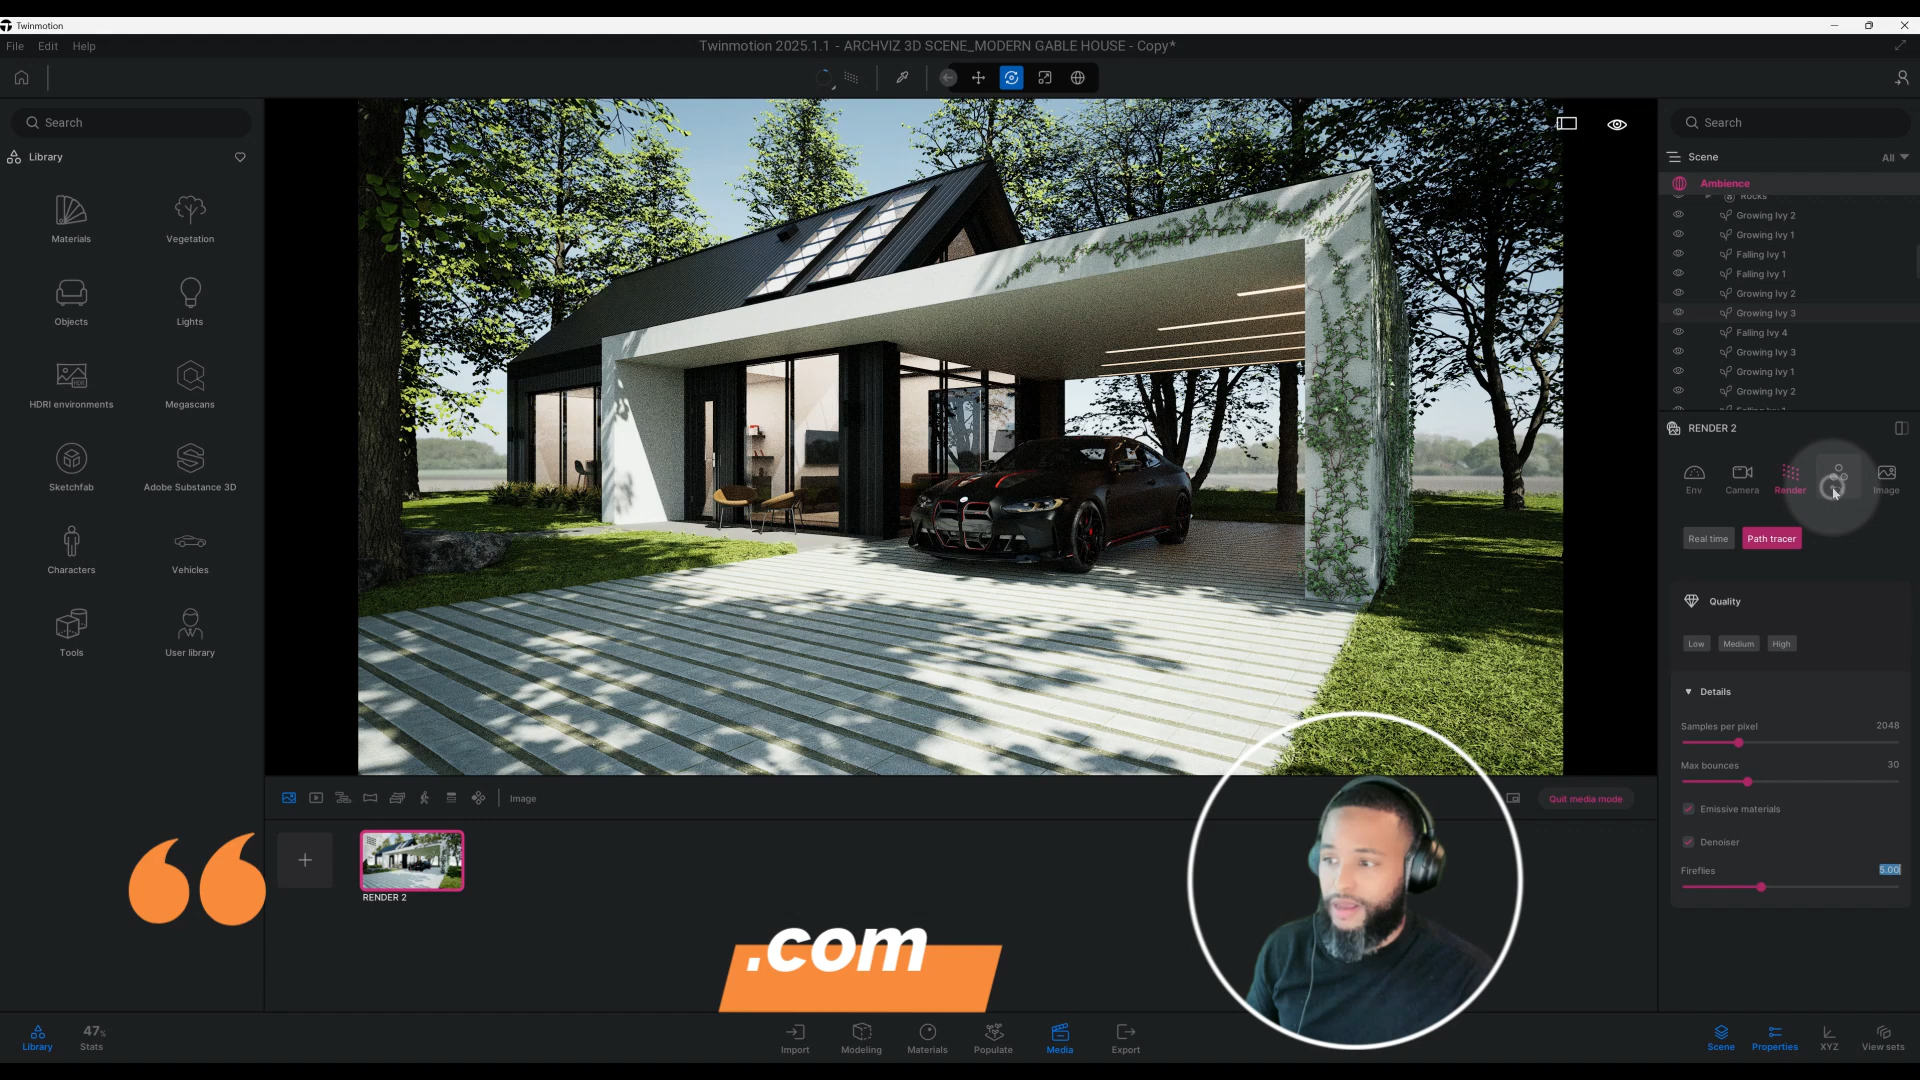 Twinmotion
File Edit Help
Twinmotion 2025.1.1 - ARCHVIZ 3D SCENE_MODERN GABLE HOUSE - Copy*
Search
Library
Materials
Vegetation
Objects
Lights
HDRI environments
Megascans
Sketchfab
Adobe Substance 3D
Characters
Vehicles
Tools
User library
Search
Scene
All
Ambience
Rocks
Growing Ivy 2
Growing Ivy 1
Falling Ivy 1
Falling Ivy 1
Growing Ivy 2
Growing Ivy 3
Falling Ivy 4
Growing Ivy 3
Growing Ivy 1
Growing Ivy 2
RENDER 2
Env
Camera
Render
Image
Real time
Path tracer
Quality
Low
Medium
High
Details
Samples per pixel 2048
Max bounces 30
Emissive materials
Denoiser
Fireflies 5.00
Image
Quit media mode
RENDER 2
.com
Library
47%
Stats
Import
Modeling
Materials
Populate
Media
Export
Scene
Properties
XYZ
View sets